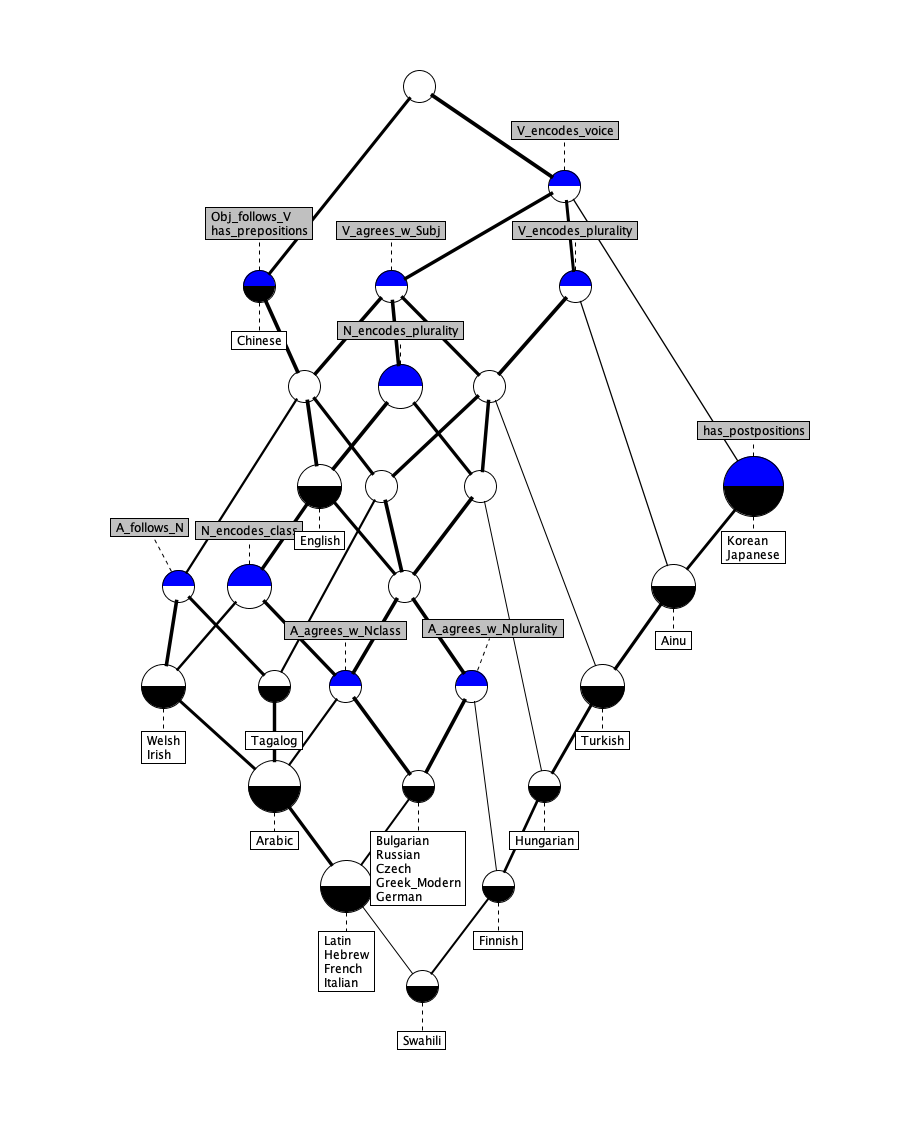 V_encodes_voice
Obj_follows_V
has_prepositions
V_agrees_w_Subj
V_encodes_plurality
N_encodes_plurality
Chinese
has_postpositions
A_follows_N
N_encodes_class
English
Korean
Japanese
A_agrees_w_Nclass
A_agrees_w_Nplurality
Ainu
Welsh
Irish
Tagalog
Turkish
Arabic
Bulgarian
Russian
Czech
Greek_Modern
German
Hungarian
Latin
Hebrew
French
Italian
Finnish
Swahili